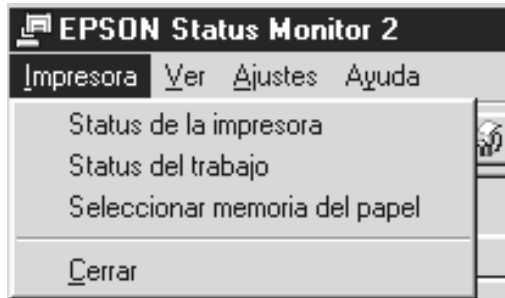 EPSON Status Monitor 2
Impresora Ver Ajustes Ayuda
Status de la impresora
Status del trabajo
Seleccionar memoria del papel
Cerrar